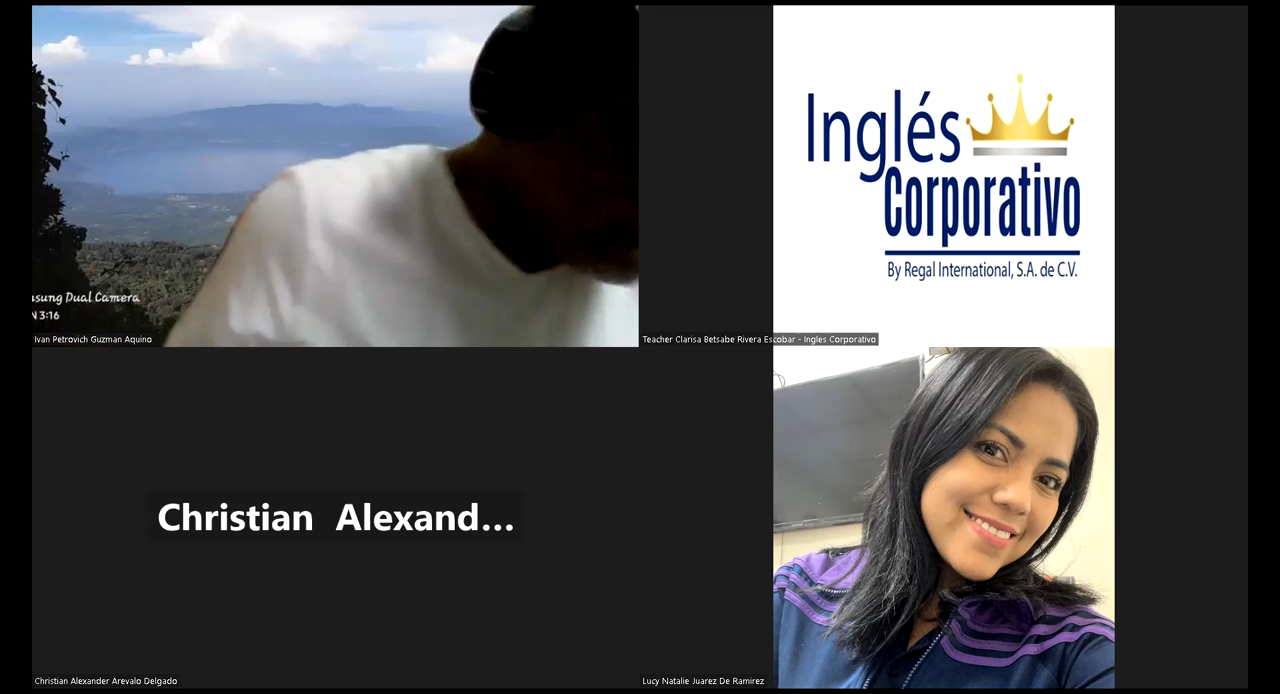 asung Dual Camera
N 3:16
Ivan Petrovich Guzman Aquino
Inglés
Corporativo
By Regal International, S.A. de C.V.
Teacher Clarisa Betsabe Rivera Escobar - Ingles Corporativo
Christian Alexand...
Christian Alexander Arevalo Delgado
Lucy Natalie Juarez De Ramirez